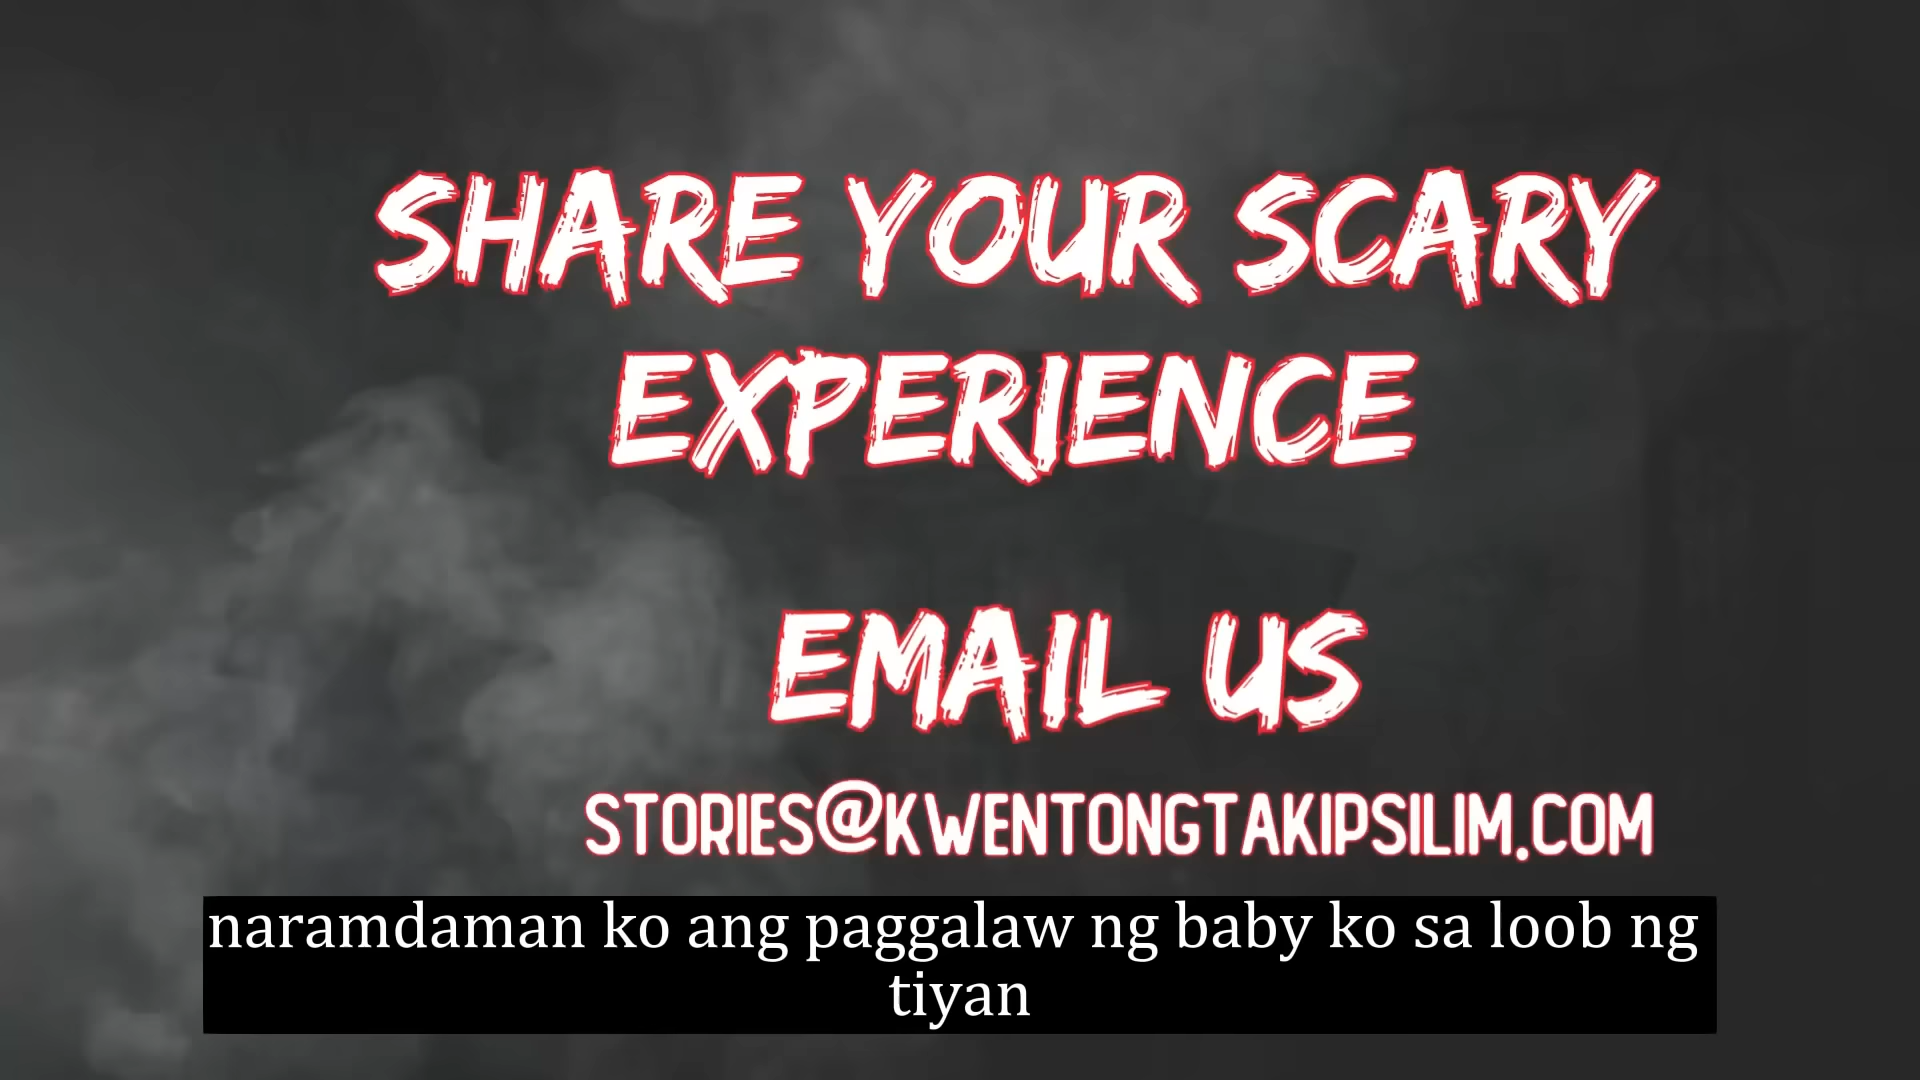 SHARE YOUR SCARY
EXPERIENCE
EMAIL US
STORIES@KWENTONGTAKIPSILIM.COM
naramdaman ko ang paggalaw ng baby ko sa loob ng
tiyan